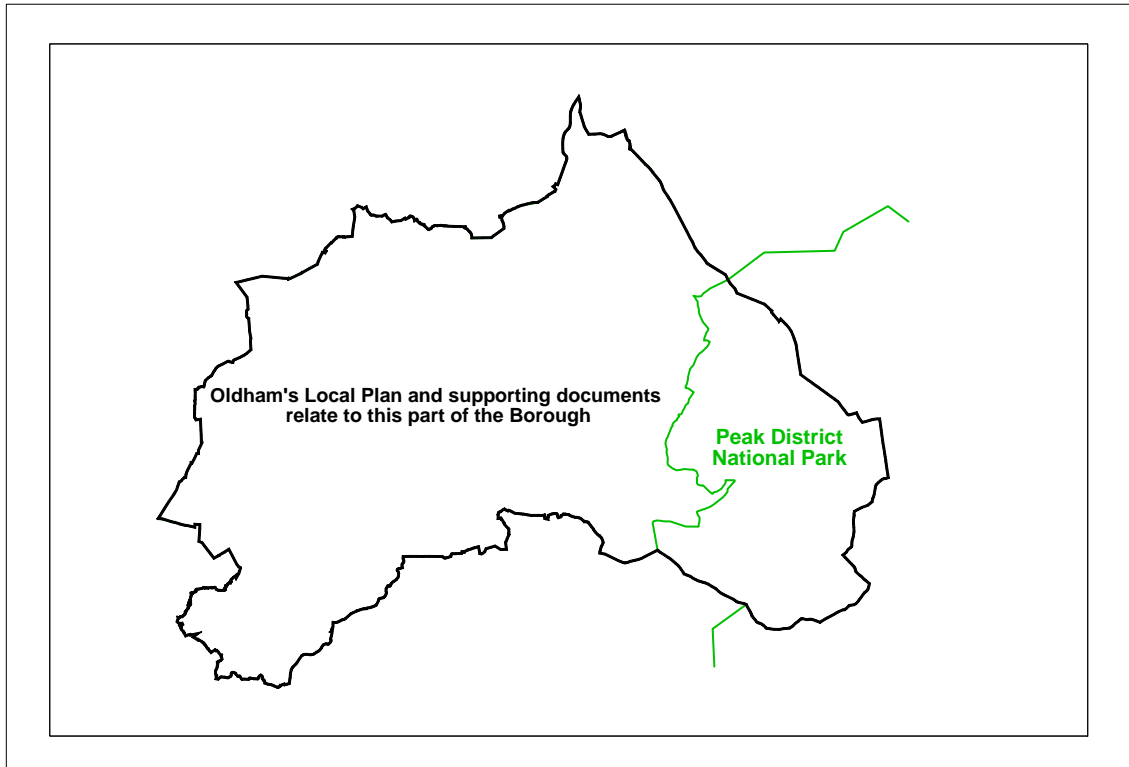 Oldham's Local Plan and supporting documents
relate to this part of the Borough
Peak District
National Park